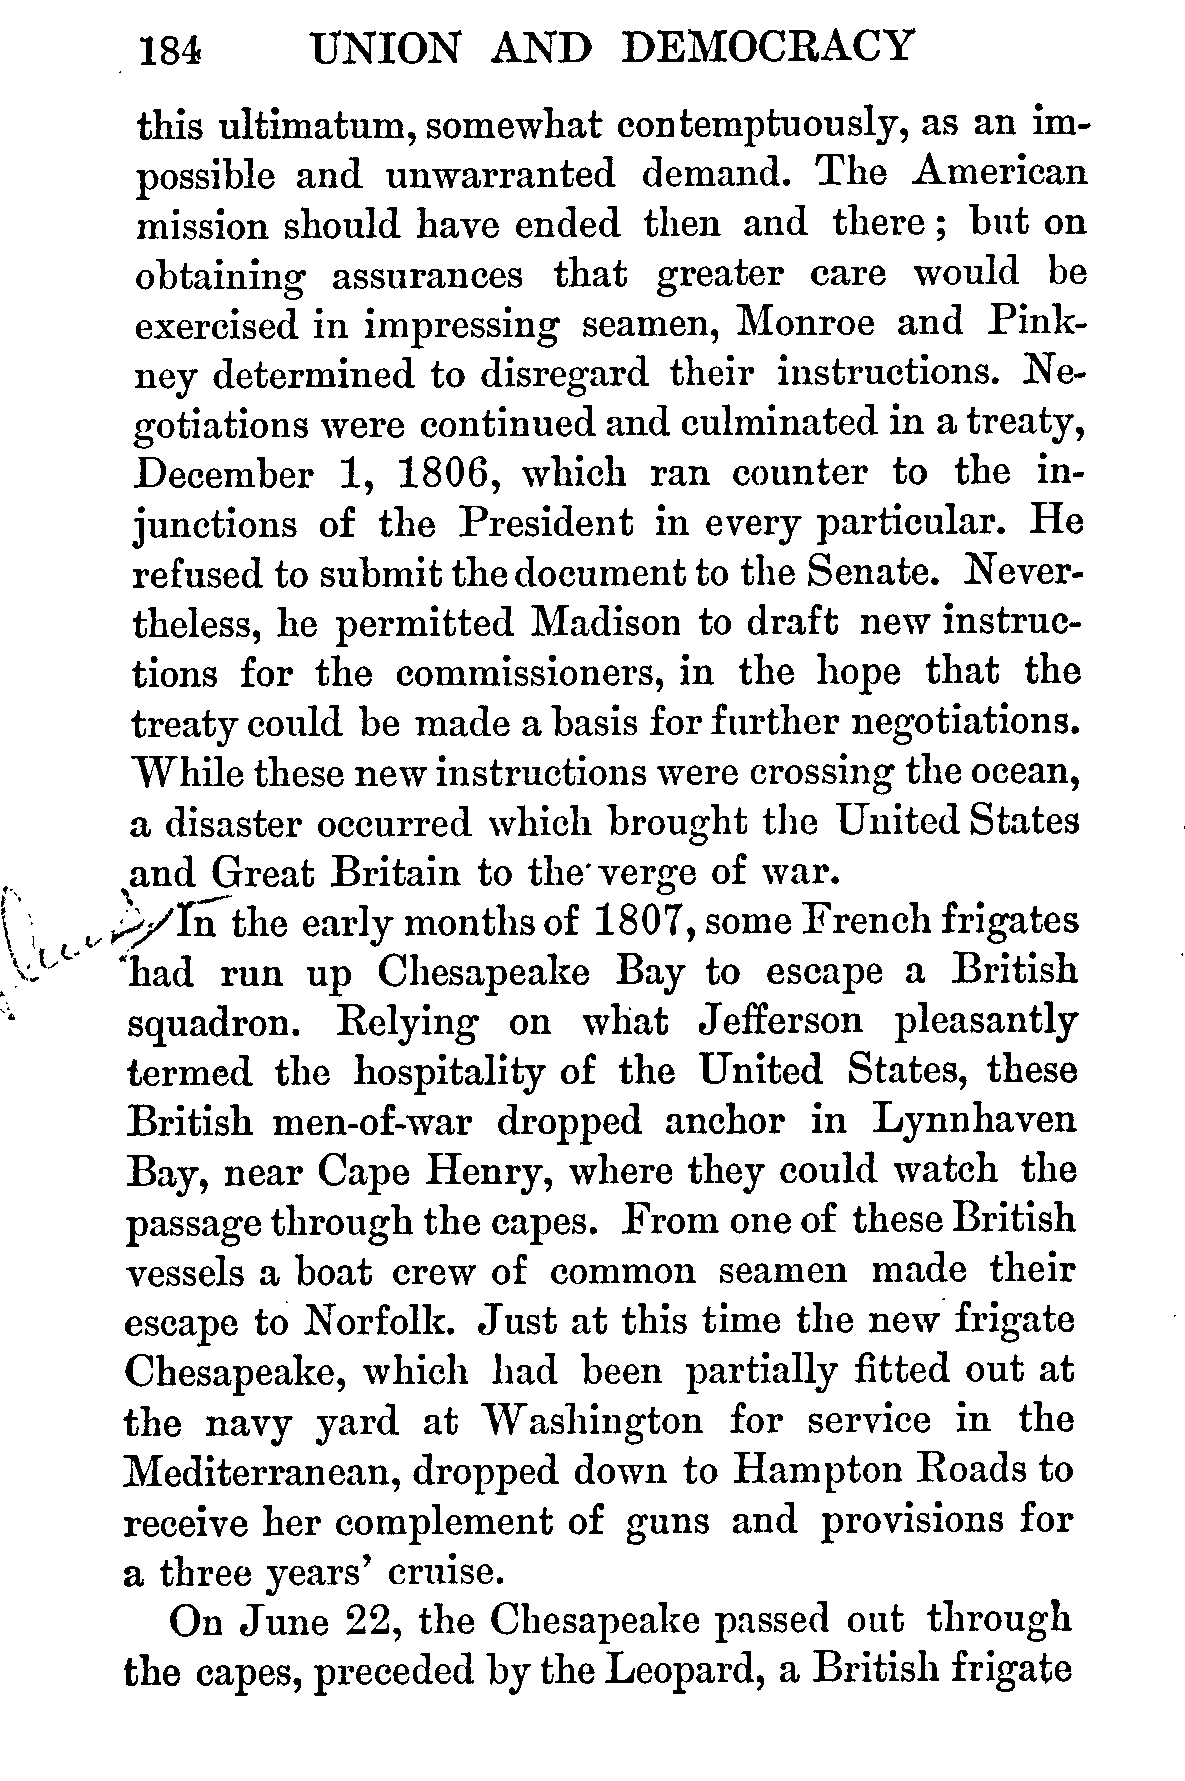 184 UNION AND DEMOCRACY
this ultimatum, somewhat contemptuously, as an im-
possible and unwarranted demand. The American
mission should have ended then and there; but on
obtaining assurances that greater care would be
exercised in impressing seamen, Monroe and Pink-
ney determined to disregard their instructions. Ne-
gotiations were continued and culminated in a treaty,
December 1, 1806, which ran counter to the in-
junctions of the President in every particular. He
refused to submit the document to the Senate. Never-
theless, he permitted Madison to draft new instruc-
tions for the commissioners, in the hope that the
treaty could be made a basis for further negotiations.
While these new instructions were crossing the ocean,
a disaster occurred which brought the United States
and Great Britain to the verge of war.
In the early months of 1807, some French frigates
had run up Chesapeake Bay to escape a British
squadron. Relying on what Jefferson pleasantly
termed the hospitality of the United States, these
British men-of-war dropped anchor in Lynnhaven
Bay, near Cape Henry, where they could watch the
passage through the capes. From one of these British
vessels a boat crew of common seamen made their
escape to Norfolk. Just at this time the new frigate
Chesapeake, which had been partially fitted out at
the navy yard at Washington for service in the
Mediterranean, dropped down to Hampton Roads to
receive her complement of guns and provisions for
a three years' cruise.
On June 22, the Chesapeake passed out through
the capes, preceded by the Leopard, a British frigate